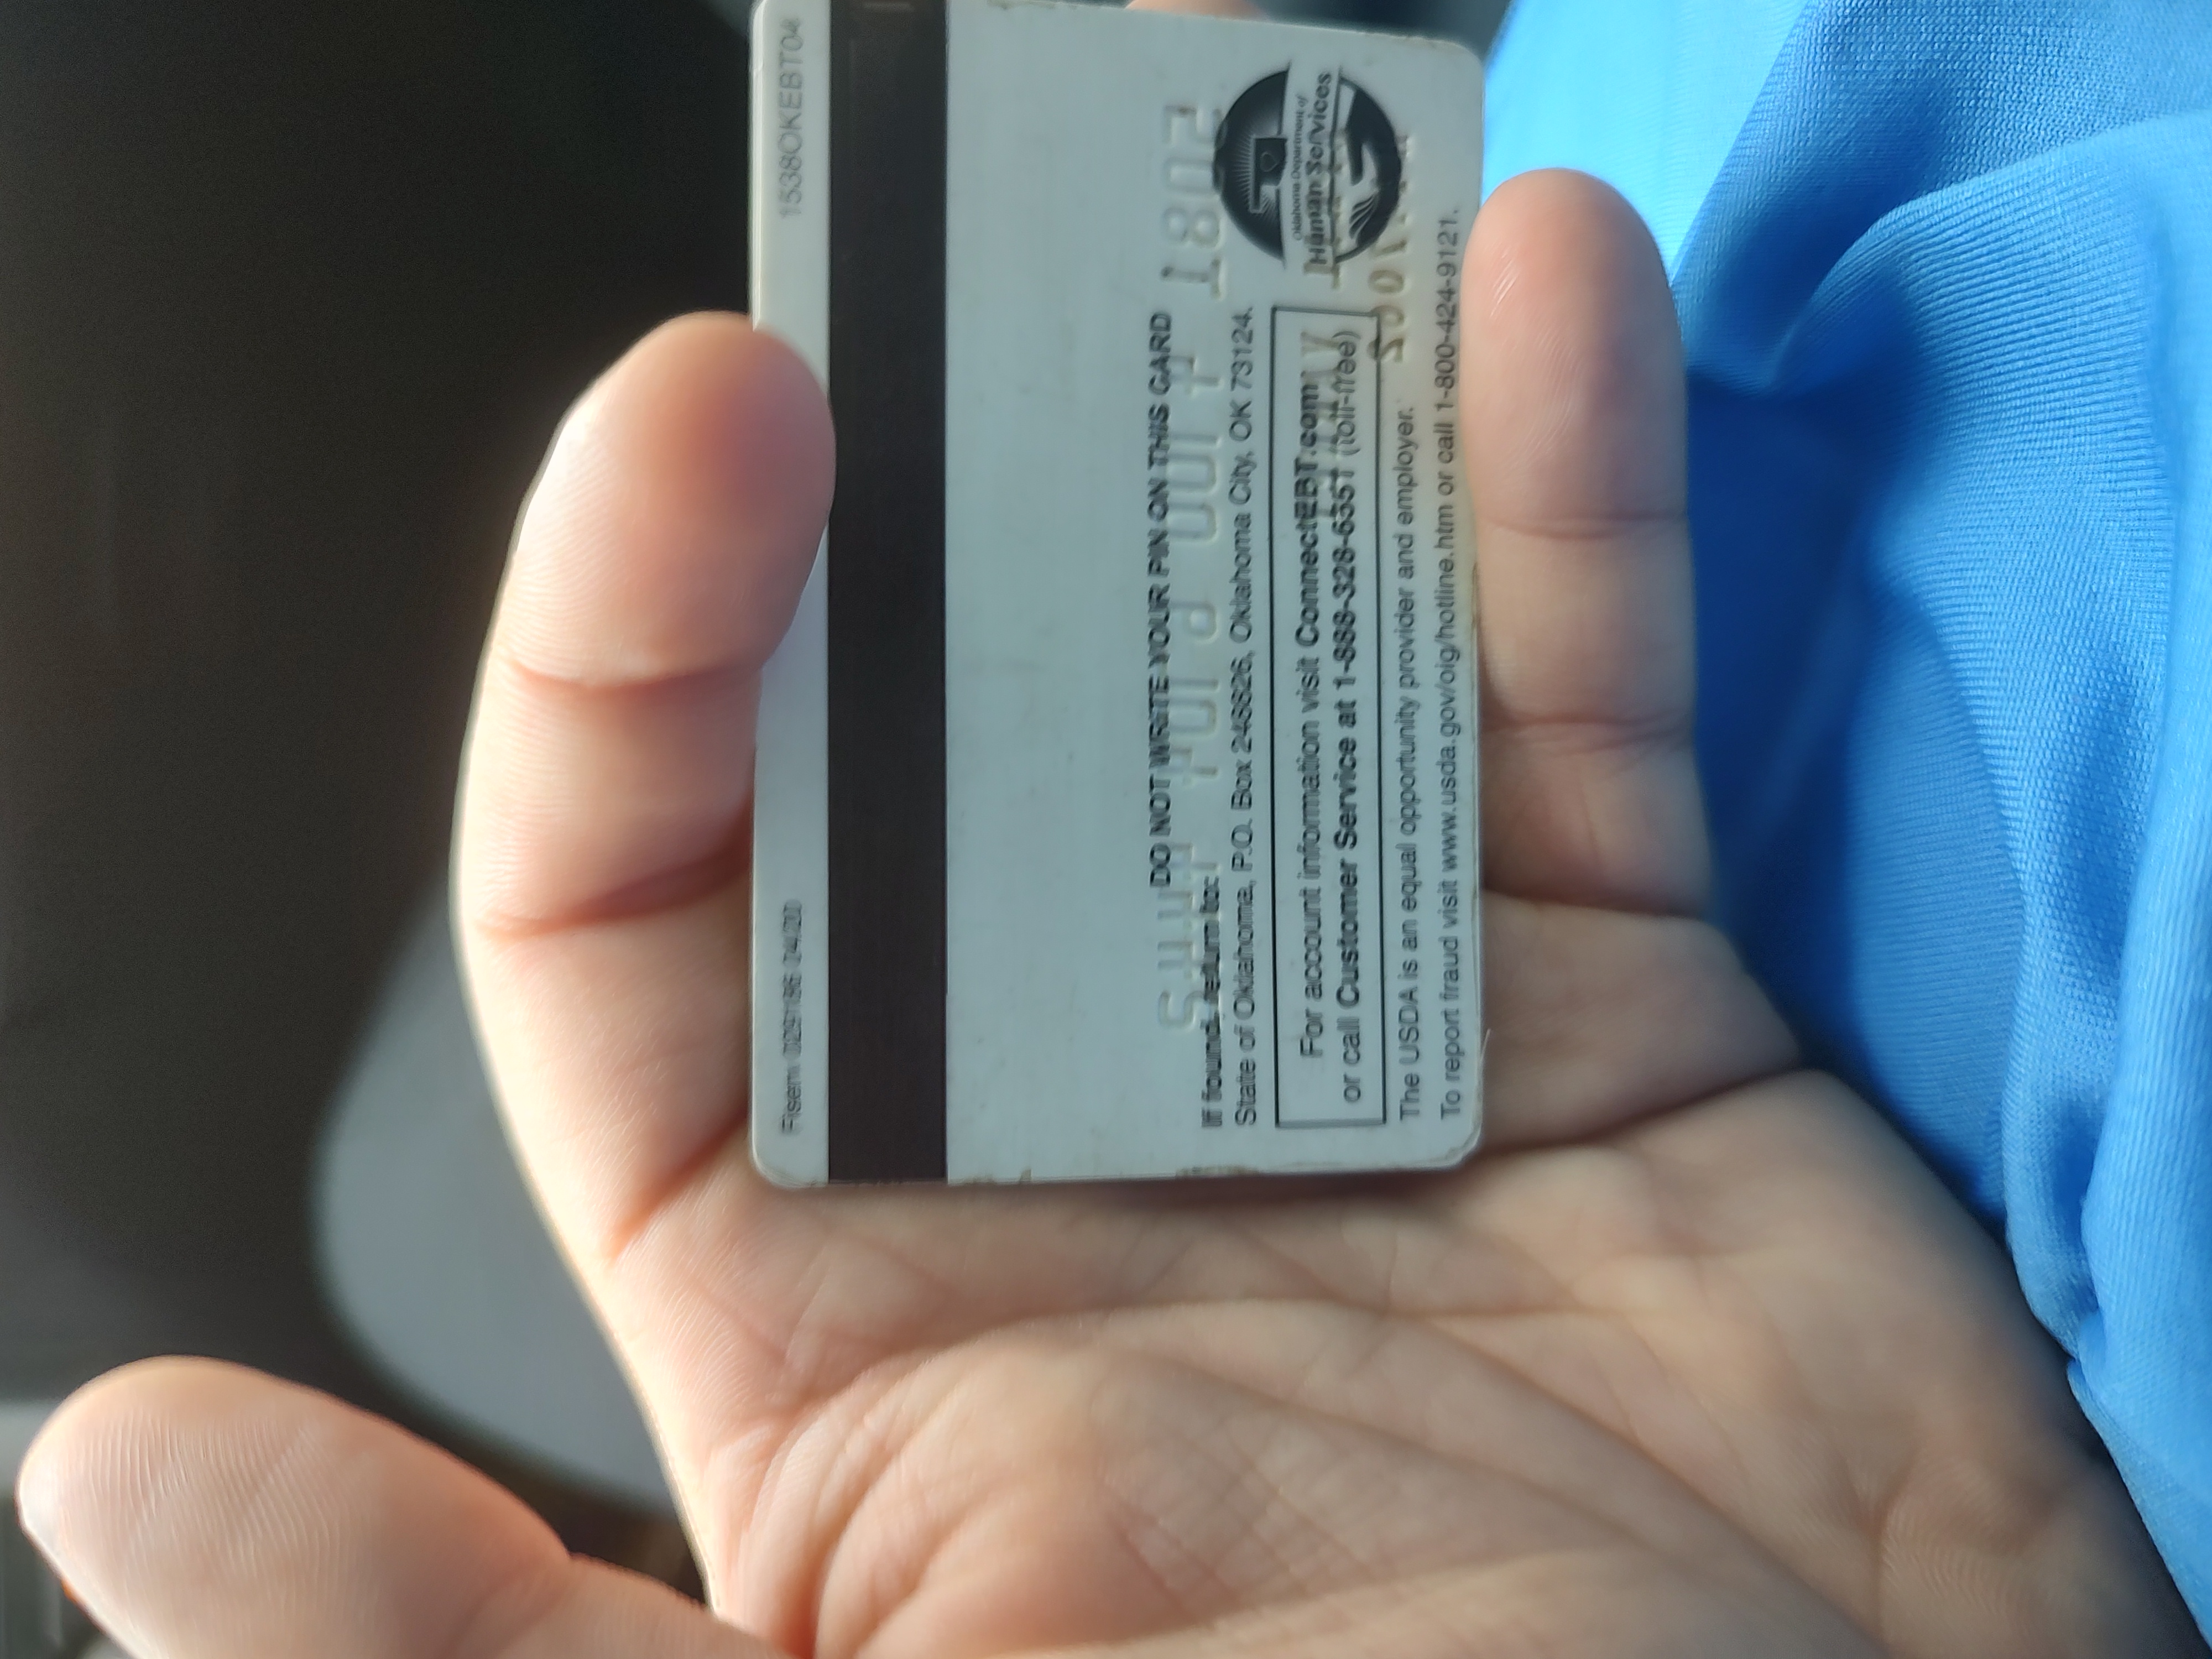 1538OKEBT04
DO NOT WRITE YOUR PIN ON THIS CARD
If found, return to:
State of Oklahoma, P.O. Box 246826, Oklahoma City, OK 73124.
For account information visit ConnectEBT.com
or call Customer Service at 1-888-328-6551 (toll-free)
Oklahoma Department of
Human Services
The USDA is an equal opportunity provider and employer.
To report fraud visit www.usda.gov/oig/hotline.htm or call 1-800-424-9121.